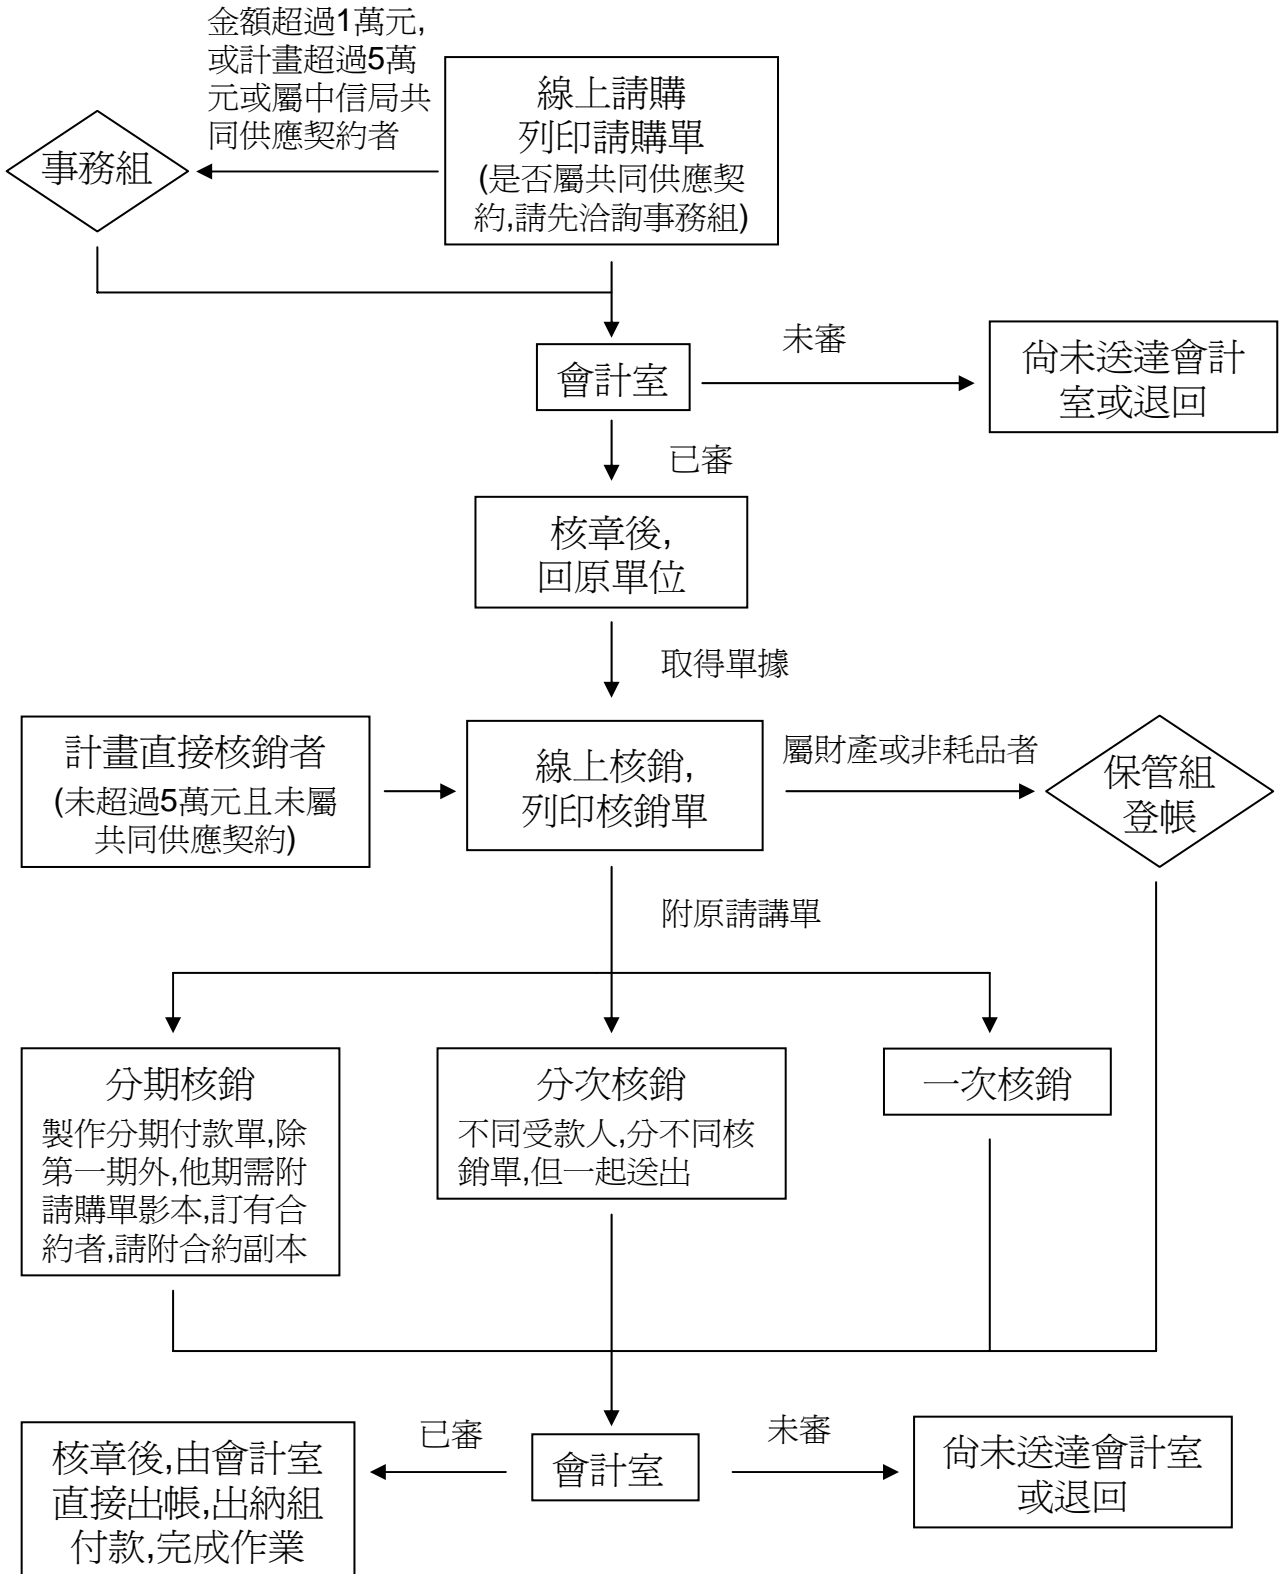 金額超過1萬元,
或計畫超過5萬
元或屬中信局共
同供應契約者
線上請購
列印請購單
(是否屬共同供應契
約,請先洽詢事務組)
事務組
會計室
未審
尚未送達會計
室或退回
已審
核章後,
回原單位
取得單據
計畫直接核銷者
(未超過5萬元且未屬
共同供應契約)
線上核銷,
列印核銷單
屬財產或非耗品者
保管組
登帳
附原請講單
分期核銷
製作分期付款單,除
第一期外,他期需附
請購單影本,訂有合
約者,請附合約副本
分次核銷
不同受款人,分不同核
銷單,但一起送出
一次核銷
已審
會計室
未審
尚未送達會計室
或退回
核章後,由會計室
直接出帳,出納組
付款,完成作業